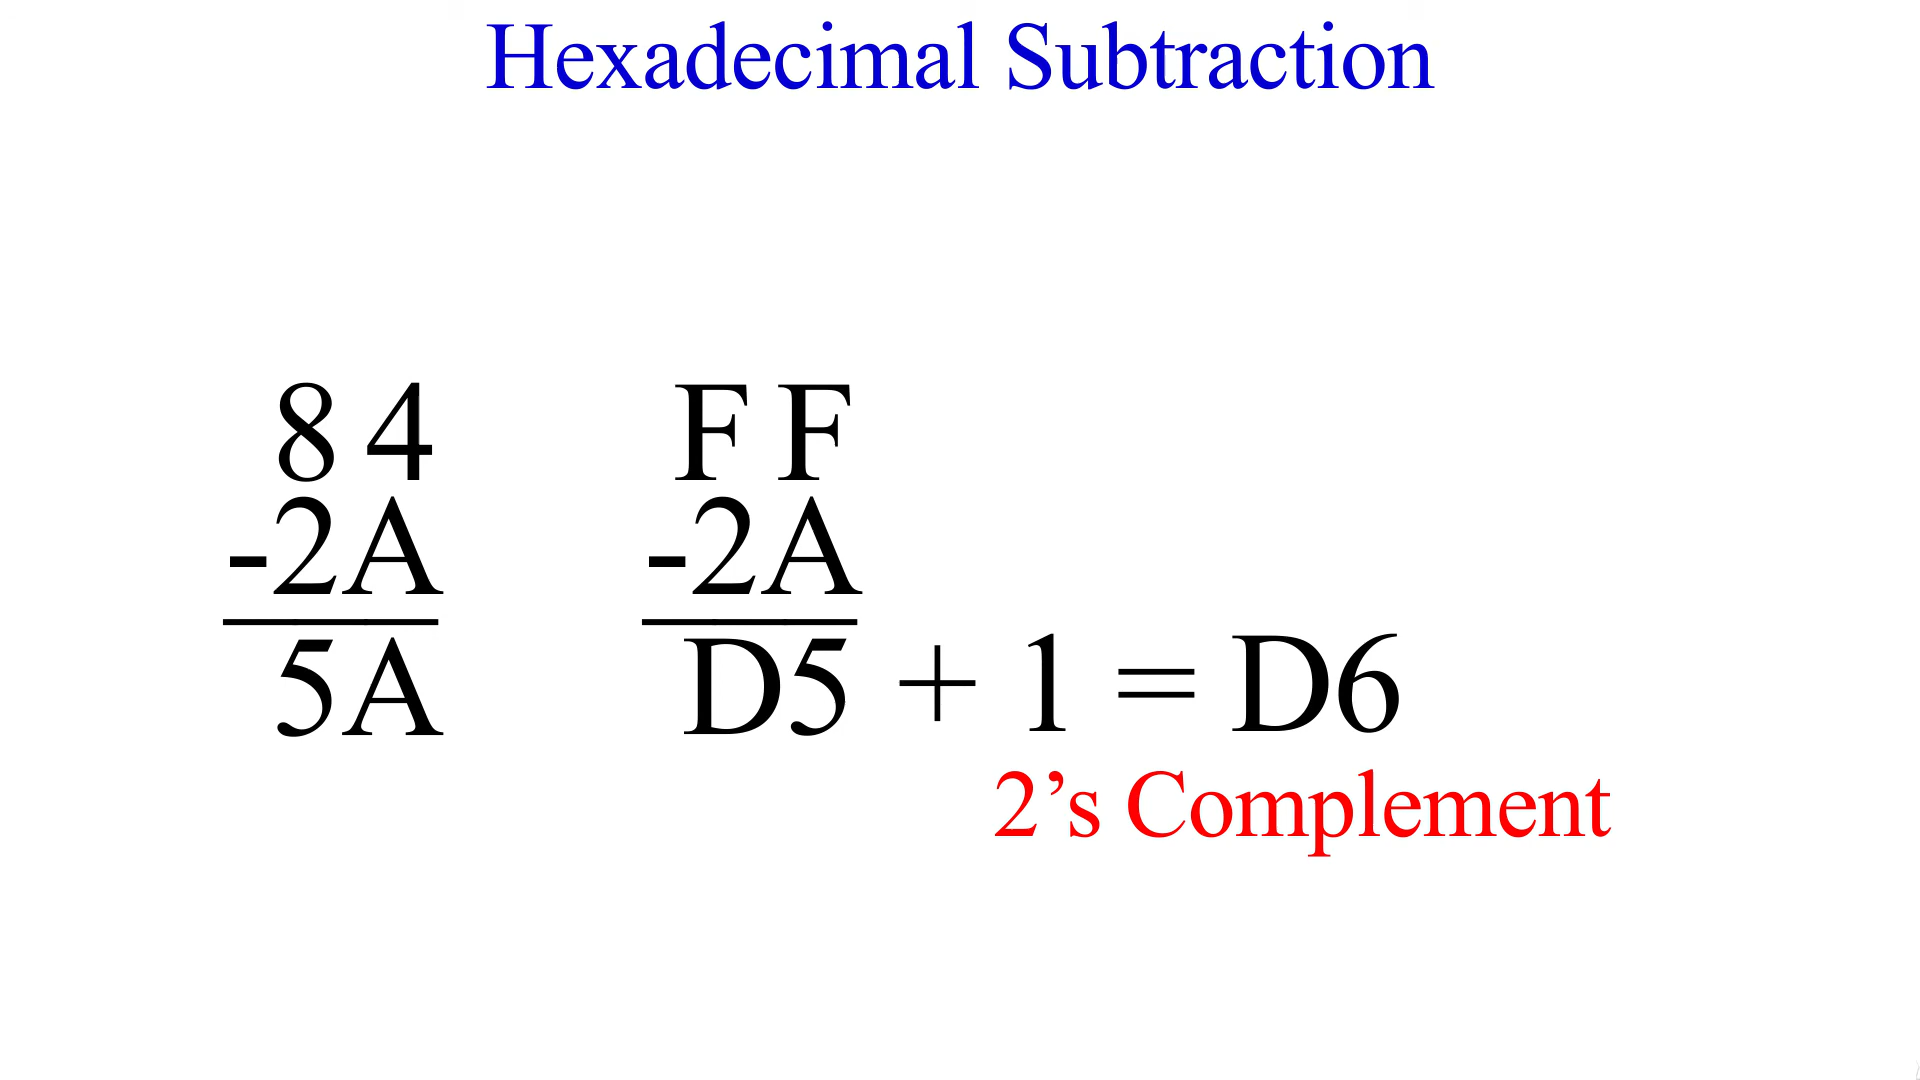 Hexadecimal Subtraction
8 4
-2A
5A
F F
-2A
D5 + 1 = D6
2’s Complement